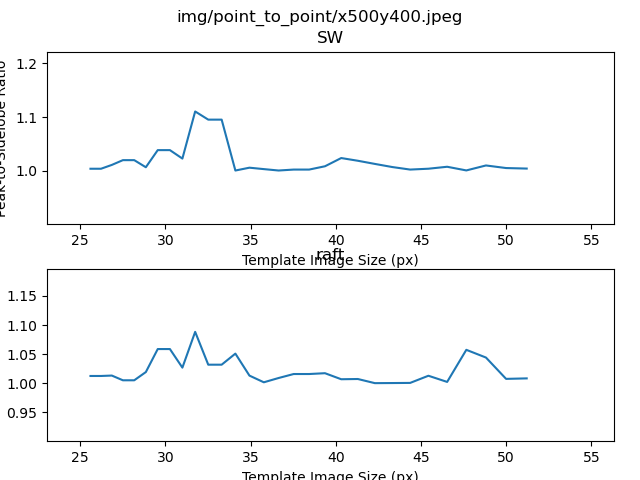 img/point_to_point/x500y400.jpeg
SW
1.2
1.1
1.0
Peak-to-Sidelobe Ratio
25 30 35 40 45 50 55
Template Image Size (px)
raft
1.15
1.10
1.05
1.00
0.95
25 30 35 40 45 50 55
Template Image Size (px)